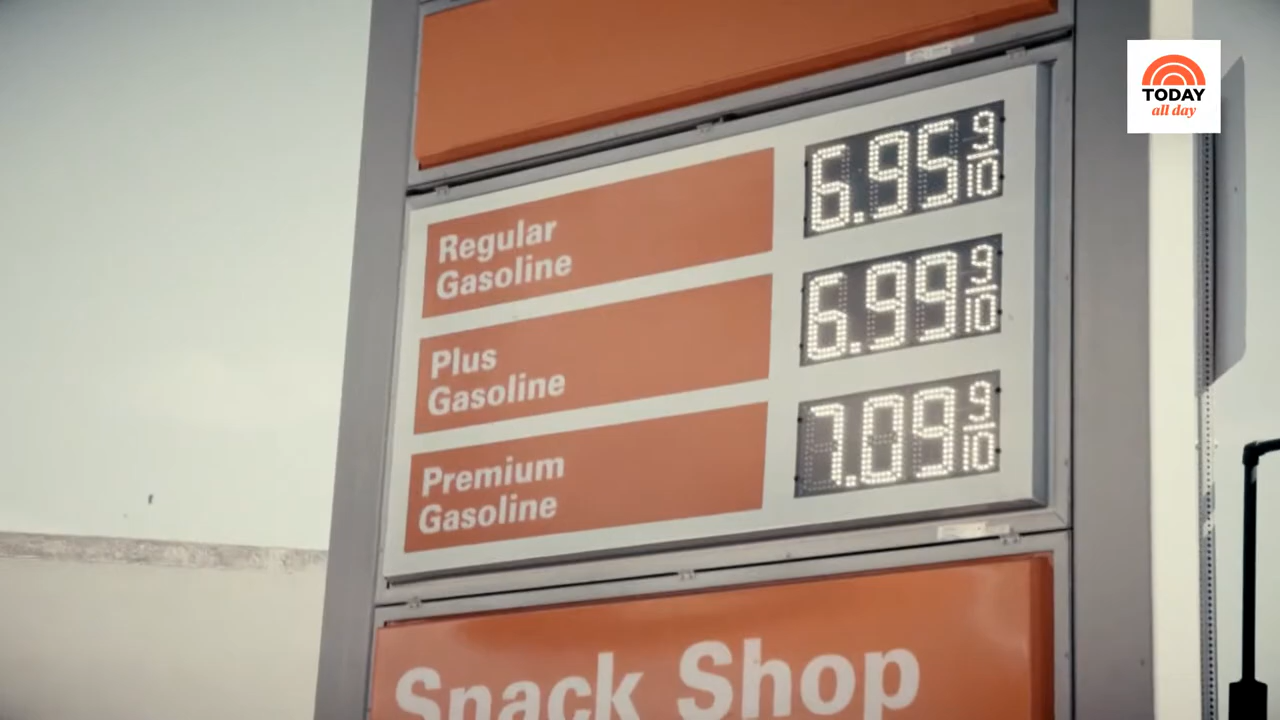 TODAY
all day
Regular
Gasoline
6.95 9/10
Plus
Gasoline
6.99 9/10
Premium
Gasoline
7.09 9/10
Snack Shop